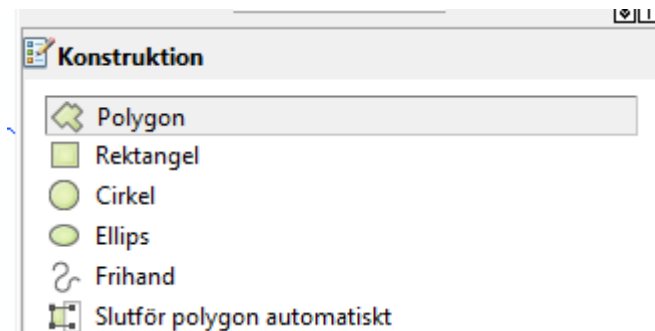 Konstruktion
Polygon
Rektangel
Cirkel
Ellips
Frihand
Slutför polygon automatiskt